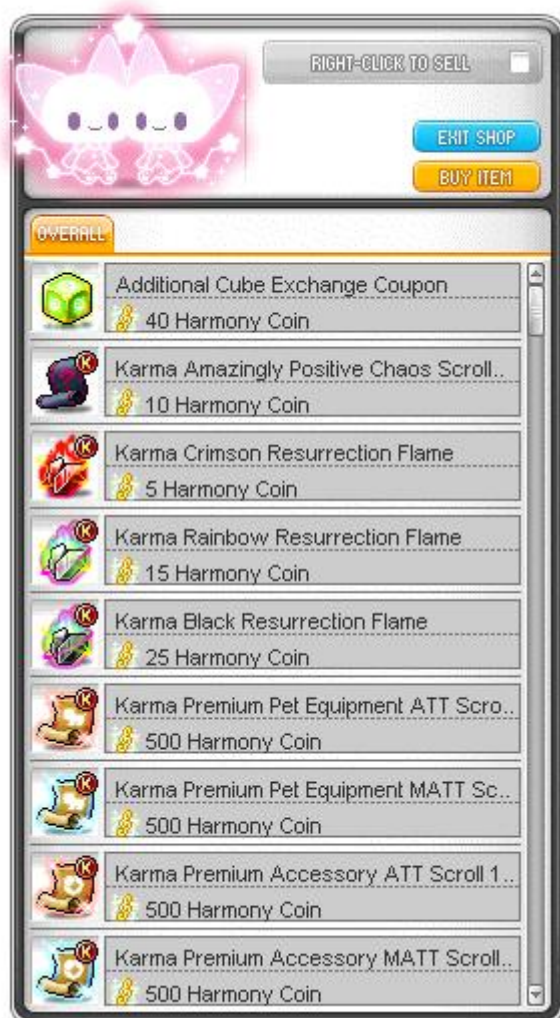 RIGHT-CLICK TO SELL
EXIT SHOP
BUY ITEM
OVERALL
Additional Cube Exchange Coupon
40 Harmony Coin
K
Karma Amazingly Positive Chaos Scroll..
10 Harmony Coin
K
Karma Crimson Resurrection Flame
5 Harmony Coin
K
Karma Rainbow Resurrection Flame
15 Harmony Coin
K
Karma Black Resurrection Flame
25 Harmony Coin
K
Karma Premium Pet Equipment ATT Scro..
500 Harmony Coin
K
Karma Premium Pet Equipment MATT Sc..
500 Harmony Coin
K
Karma Premium Accessory ATT Scroll 1..
500 Harmony Coin
K
Karma Premium Accessory MATT Scroll..
500 Harmony Coin